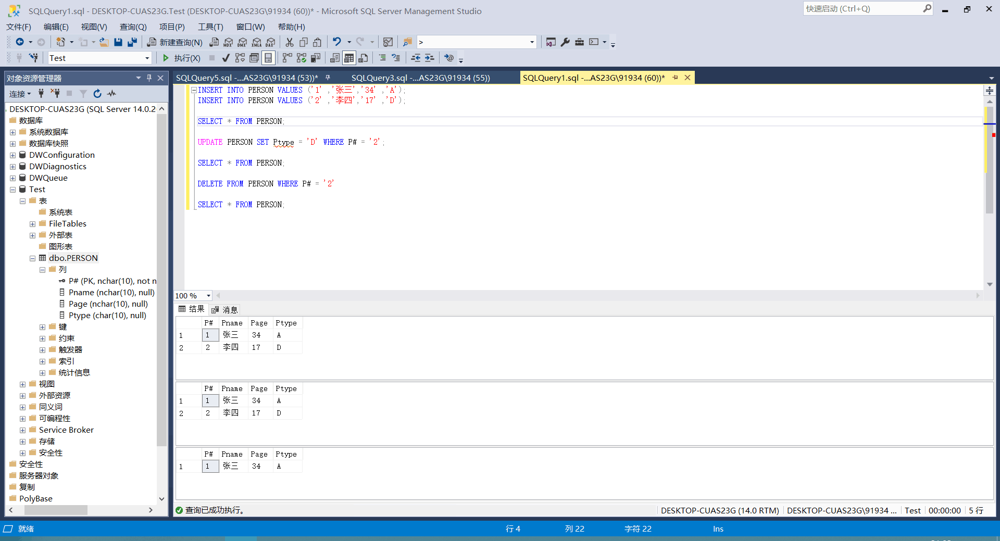 SQLQuery1.sql - DESKTOP-CUAS23G.Test (DESKTOP-CUAS23G\91934 (60))* - Microsoft SQL Server Management Studio
快速启动 (Ctrl+Q)
文件(F) 编辑(E) 视图(V) 查询(Q) 项目(P) 工具(T) 窗口(W) 帮助(H)
新建查询(N) MDX DMX XMLA DAX >
Test 执行(X)
对象资源管理器
连接
DESKTOP-CUAS23G (SQL Server 14.0.2
数据库
系统数据库
数据库快照
DWConfiguration
DWDiagnostics
DWQueue
Test
表
系统表
FileTables
外部表
图形表
dbo.PERSON
列
P# (PK, nchar(10), not n
Pname (nchar(10), null)
Page (nchar(10), null)
Ptype (char(10), null)
键
约束
触发器
索引
统计信息
视图
外部资源
同义词
可编程性
Service Broker
存储
安全性
安全性
服务器对象
复制
PolyBase
SQLQuery5.sql -...AS23G\91934 (53))* SQLQuery3.sql -...AS23G\91934 (55)) SQLQuery1.sql -...AS23G\91934 (60))*
INSERT INTO PERSON VALUES ('1' ,'张三','34' ,'A');
INSERT INTO PERSON VALUES ('2' ,'李四','17' ,'D');
SELECT * FROM PERSON;
UPDATE PERSON SET Ptype = 'D' WHERE P# = '2';
SELECT * FROM PERSON;
DELETE FROM PERSON WHERE P# = '2'
SELECT * FROM PERSON;
100 %
结果 消息
P# Pname Page Ptype
1 1 张三 34 A
2 2 李四 17 D
P# Pname Page Ptype
1 1 张三 34 A
2 2 李四 17 D
P# Pname Page Ptype
1 1 张三 34 A
查询已成功执行。 DESKTOP-CUAS23G (14.0 RTM) DESKTOP-CUAS23G\91934 ... Test 00:00:00 5 行
就绪 行 4 列 22 字符 22 Ins